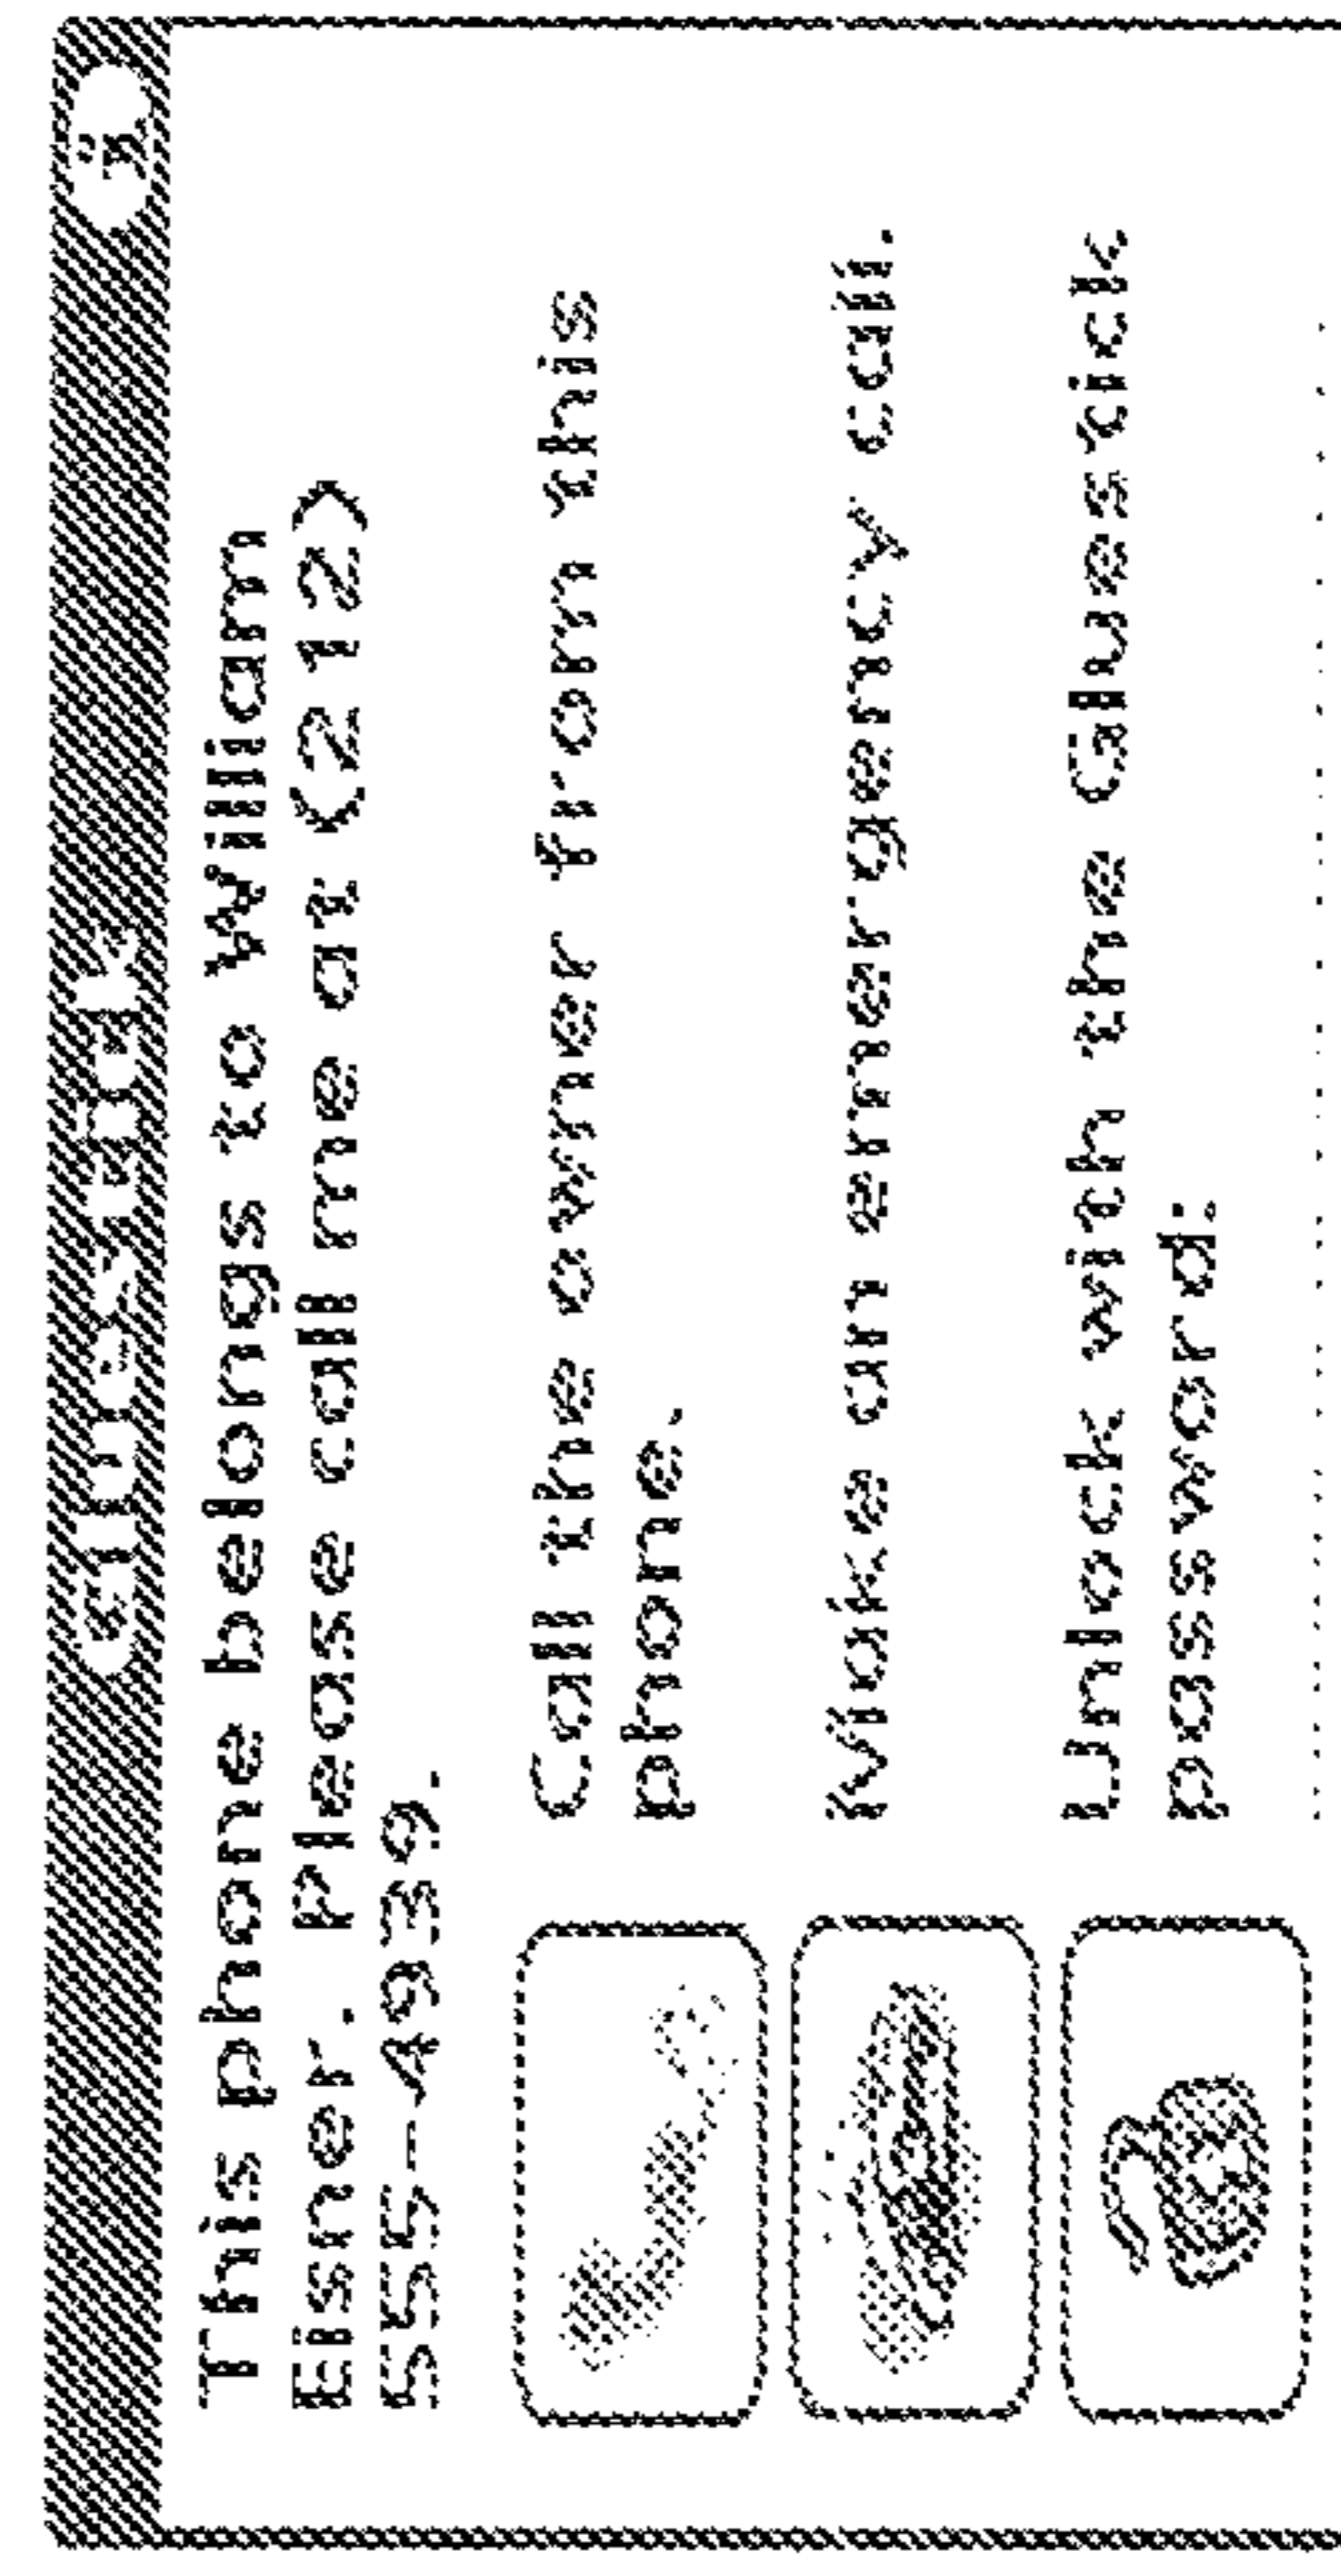 GlueStick
This phone belongs to William
Eisner. Please call me at (212)
555-4939.
Call the owner from this
phone.
Make an emergency call.
Unlock with the Gluestick
password: